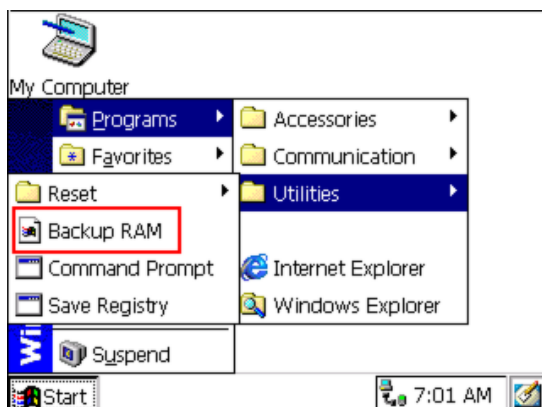 My Computer
Programs
Accessories
Favorites
Communication
Reset
Utilities
Backup RAM
Command Prompt
Internet Explorer
Save Registry
Windows Explorer
Wi
Suspend
Start
7:01 AM